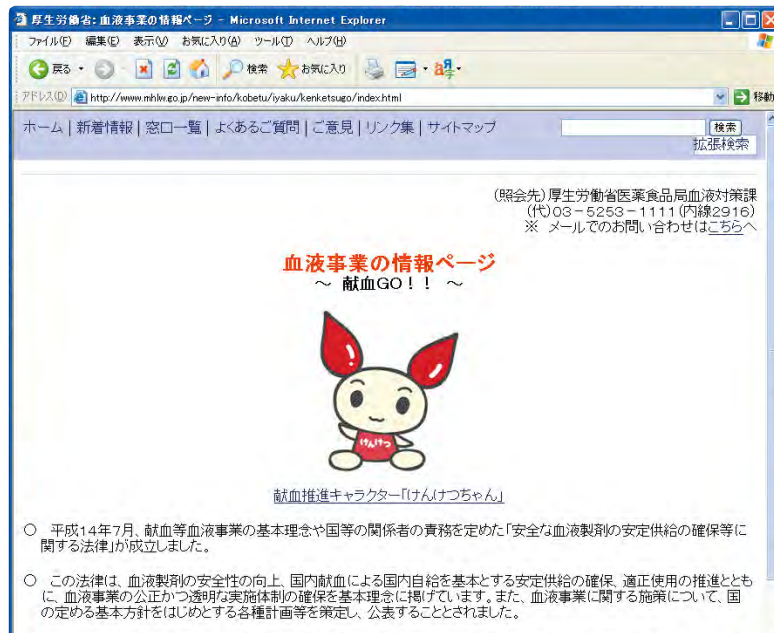 厚生労働省: 血液事業の情報ページ - Microsoft Internet Explorer
ファイル(F) 編集(E) 表示(V) お気に入り(A) ツール(T) ヘルプ(H)
戻る 検索 お気に入り
アドレス(D) http://www.mhlw.go.jp/new-info/kobetu/iyaku/kenketsugo/index.html 移動
ホーム | 新着情報 | 窓口一覧 | よくあるご質問 | ご意見 | リンク集 | サイトマップ 検索
拡張検索
(照会先)厚生労働省医薬食品局血液対策課
(代)03-5253-1111(内線2916)
※ メールでのお問い合わせはこちらへ
血液事業の情報ページ
~ 献血GO!! ~
けんけつ
献血推進キャラクター「けんけつちゃん」
○ 平成14年7月、献血等血液事業の基本理念や国等の関係者の責務を定めた「安全な血液製剤の安定供給の確保等に
関する法律」が成立しました。
○ この法律は、血液製剤の安全性の向上、国内献血による国内自給を基本とする安定供給の確保、適正使用の推進ととも
に、血液事業の公正かつ透明な実施体制の確保を基本理念に掲げています。また、血液事業に関する施策について、国
の定める基本方針をはじめとする各種計画等を策定し、公表することとされました。